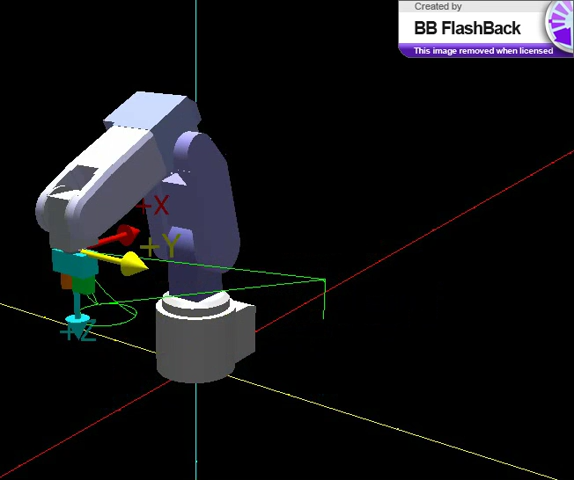 Created by
BB FlashBack
This image removed when licensed
+X
+Y
+Z